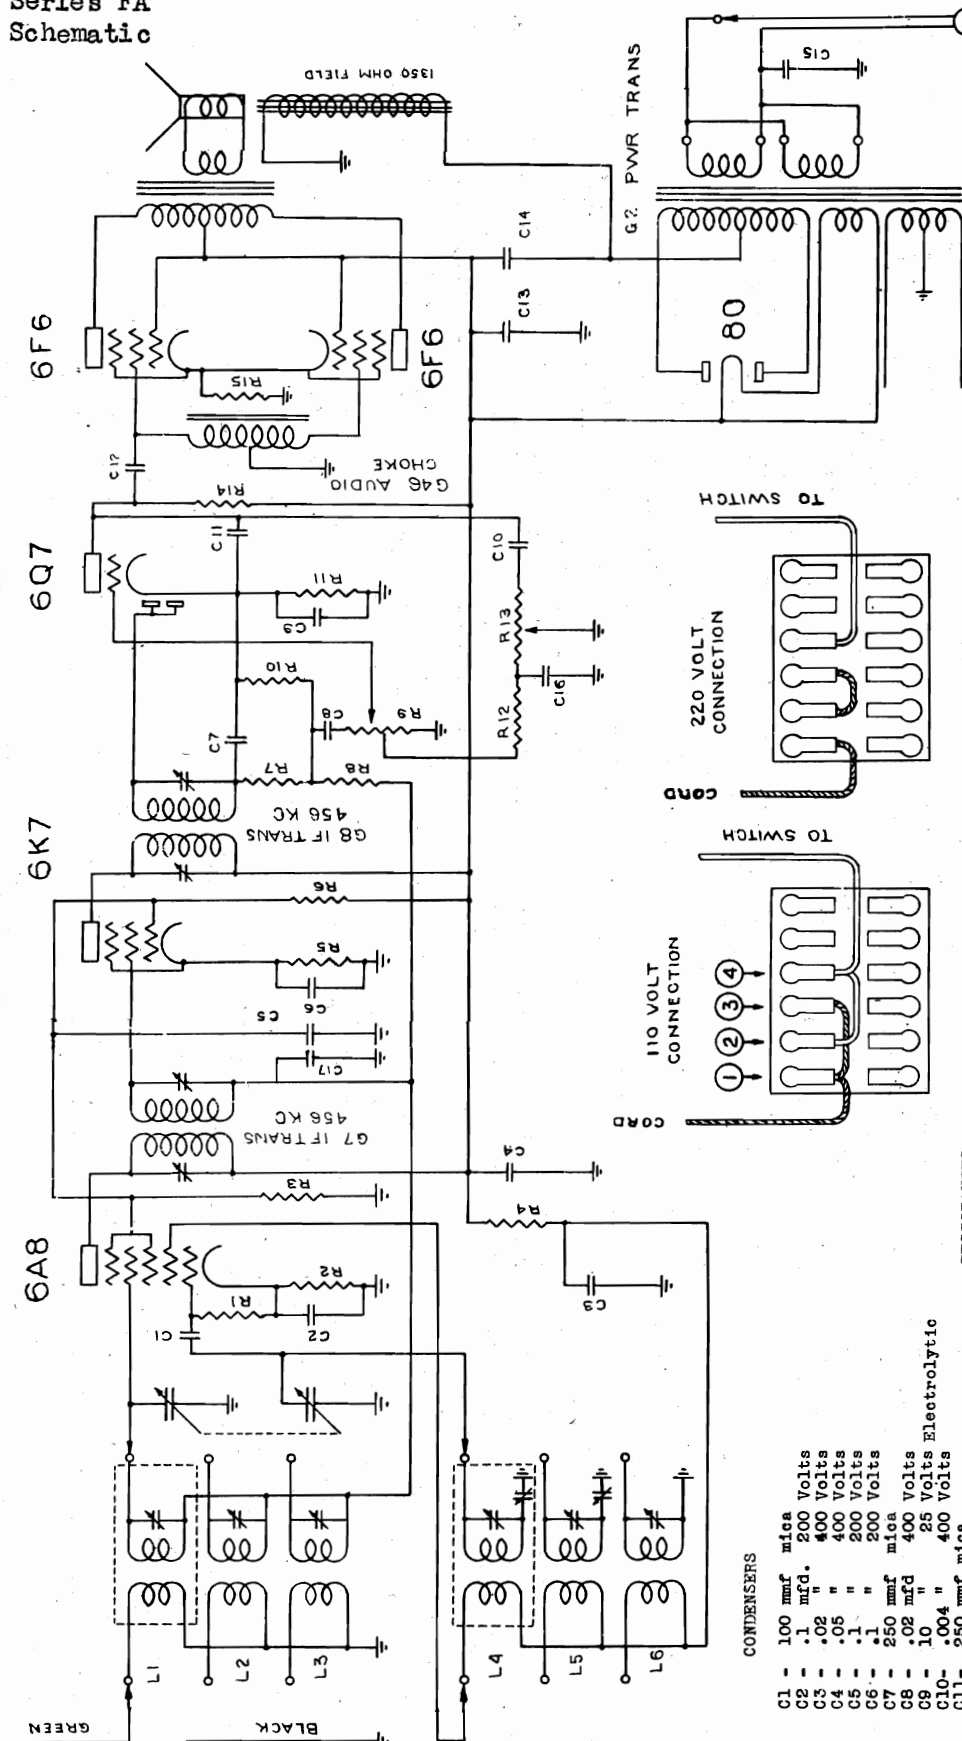 Series FA
Schematic
1350 OHM FIELD
G2 PWR TRANS
C15
6F6
6F6
R15
C14
C13
80
C12
G46 AUDIO
CHOKE
R14
6Q7
C11
R11
C9
C10
R13
R12
C16
R10
C8
R9
C7
R7
R8
G8 IF TRANS
456 KC
6K7
R6
R5
C6
C5
C17
G7 IF TRANS
456 KC
R3
C4
R4
C3
6A8
R2
R1
C2
C1
L1
L2
L3
L4
L5
L6
GREEN
BLACK
TO SWITCH
220 VOLT
CONNECTION
CORD
TO SWITCH
110 VOLT
CONNECTION
1 2 3 4
CORD
CONDENSERS
C1 - 100 mmf mica
C2 - .1 mfd. 200 Volts
C3 - .02 " 400 Volts
C4 - .05 " 400 Volts
C5 - .1 " 200 Volts
C6 - .1 " 200 Volts
C7 - 250 mmf mica
C8 - .02 mfd 400 Volts
C9 - 10 " 25 Volts Electrolytic
C10- .004 " 400 Volts
C11- 250 mmf mica